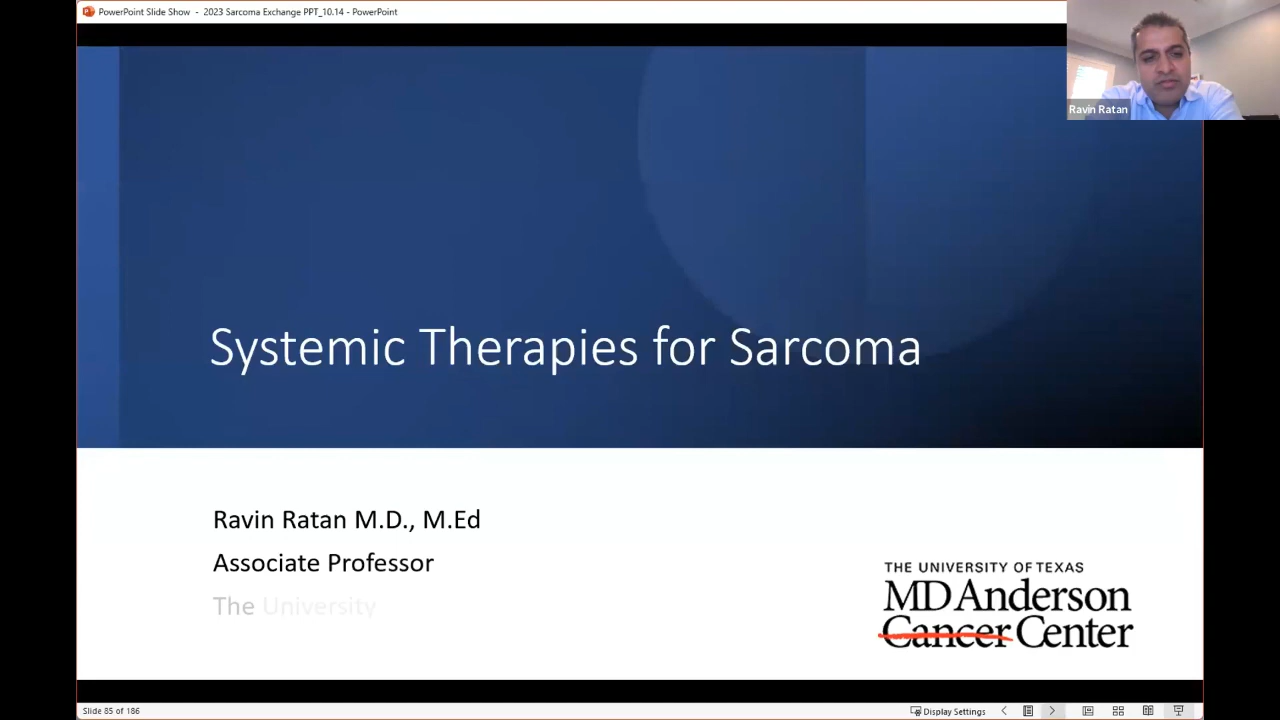 PowerPoint Slide Show - 2023 Sarcoma Exchange PPT_10.14 - PowerPoint
Ravin Ratan
Systemic Therapies for Sarcoma
Ravin Ratan M.D., M.Ed
Associate Professor
The University
THE UNIVERSITY OF TEXAS
MD Anderson
Cancer Center
Slide 85 of 186
Display Settings